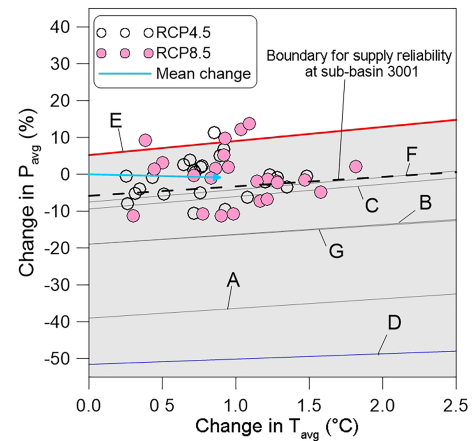 40
30
20
10
0
-10
-20
-30
-40
-50
Change in Pavg (%)
RCP4.5
RCP8.5
Mean change
Boundary for supply reliability
at sub-basin 3001
E
F
C
B
G
A
D
0.0 0.5 1.0 1.5 2.0 2.5
Change in Tavg (°C)